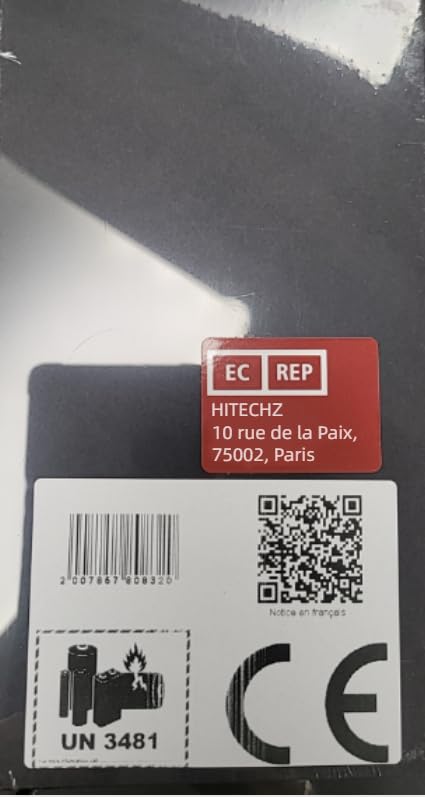 EC REP
HITECHZ
10 rue de la Paix,
75002, Paris
2 007867 808320
Notice en français
UN 3481
CE